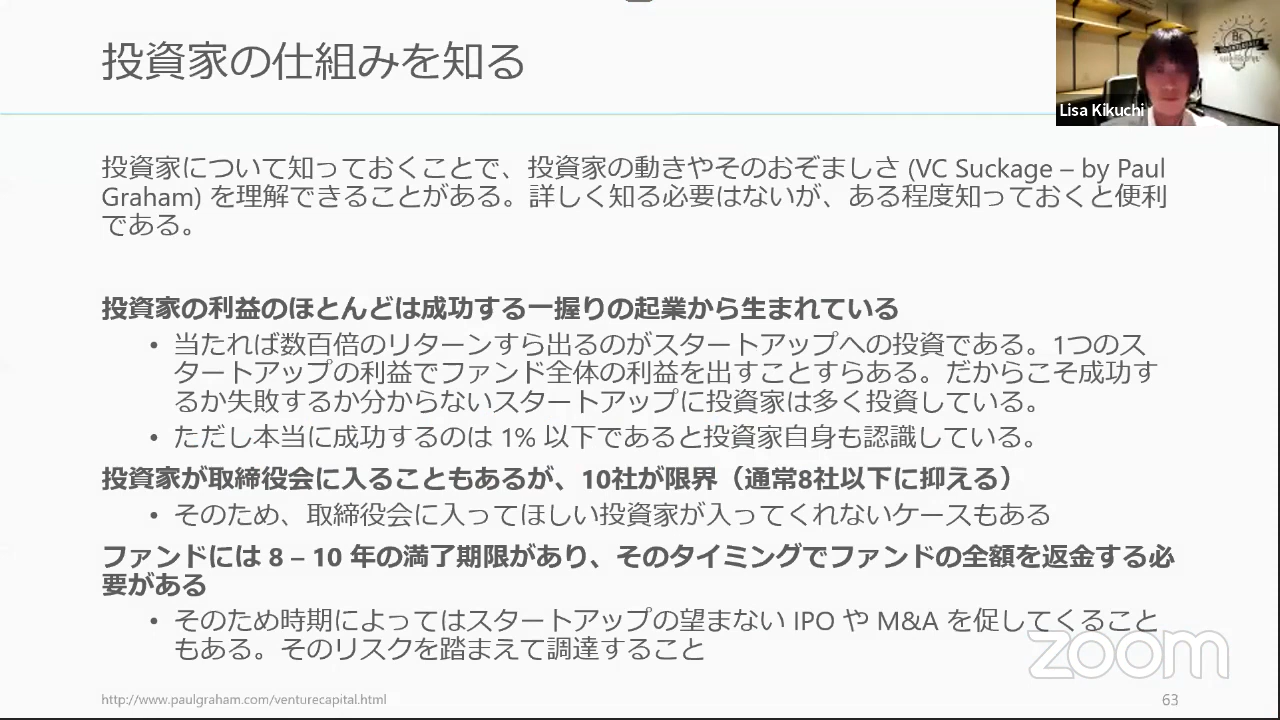 投資家の仕組みを知る
Lisa Kikuchi
投資家について知っておくことで、投資家の動きやそのおぞましさ (VC Suckage – by Paul
Graham) を理解できることがある。詳しく知る必要はないが、ある程度知っておくと便利
である。
投資家の利益のほとんどは成功する一握りの起業から生まれている
• 当たれば数百倍のリターンすら出るのがスタートアップへの投資である。1つのス
タートアップの利益でファンド全体の利益を出すことすらある。だからこそ成功す
るか失敗するか分からないスタートアップに投資家は多く投資している。
• ただし本当に成功するのは 1% 以下であると投資家自身も認識している。
投資家が取締役会に入ることもあるが、10社が限界（通常8社以下に抑える）
• そのため、取締役会に入ってほしい投資家が入ってくれないケースもある
ファンドには 8 – 10 年の満了期限があり、そのタイミングでファンドの全額を返金する必
要がある
• そのため時期によってはスタートアップの望まない IPO や M&A を促してくること
もある。そのリスクを踏まえて調達すること
zoom
http://www.paulgraham.com/venturecapital.html
63